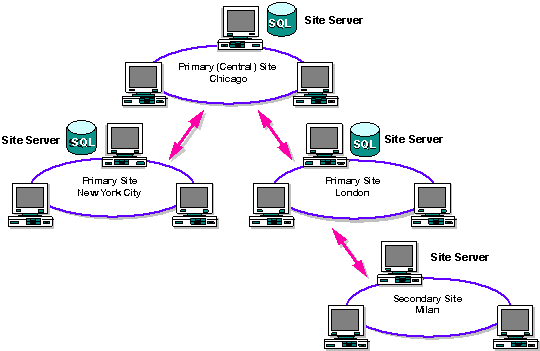 SQL
Site Server
Primary (Central) Site
Chicago
Site Server
SQL
Primary Site
New York City
SQL
Site Server
Primary Site
London
Site Server
Secondary Site
Milan